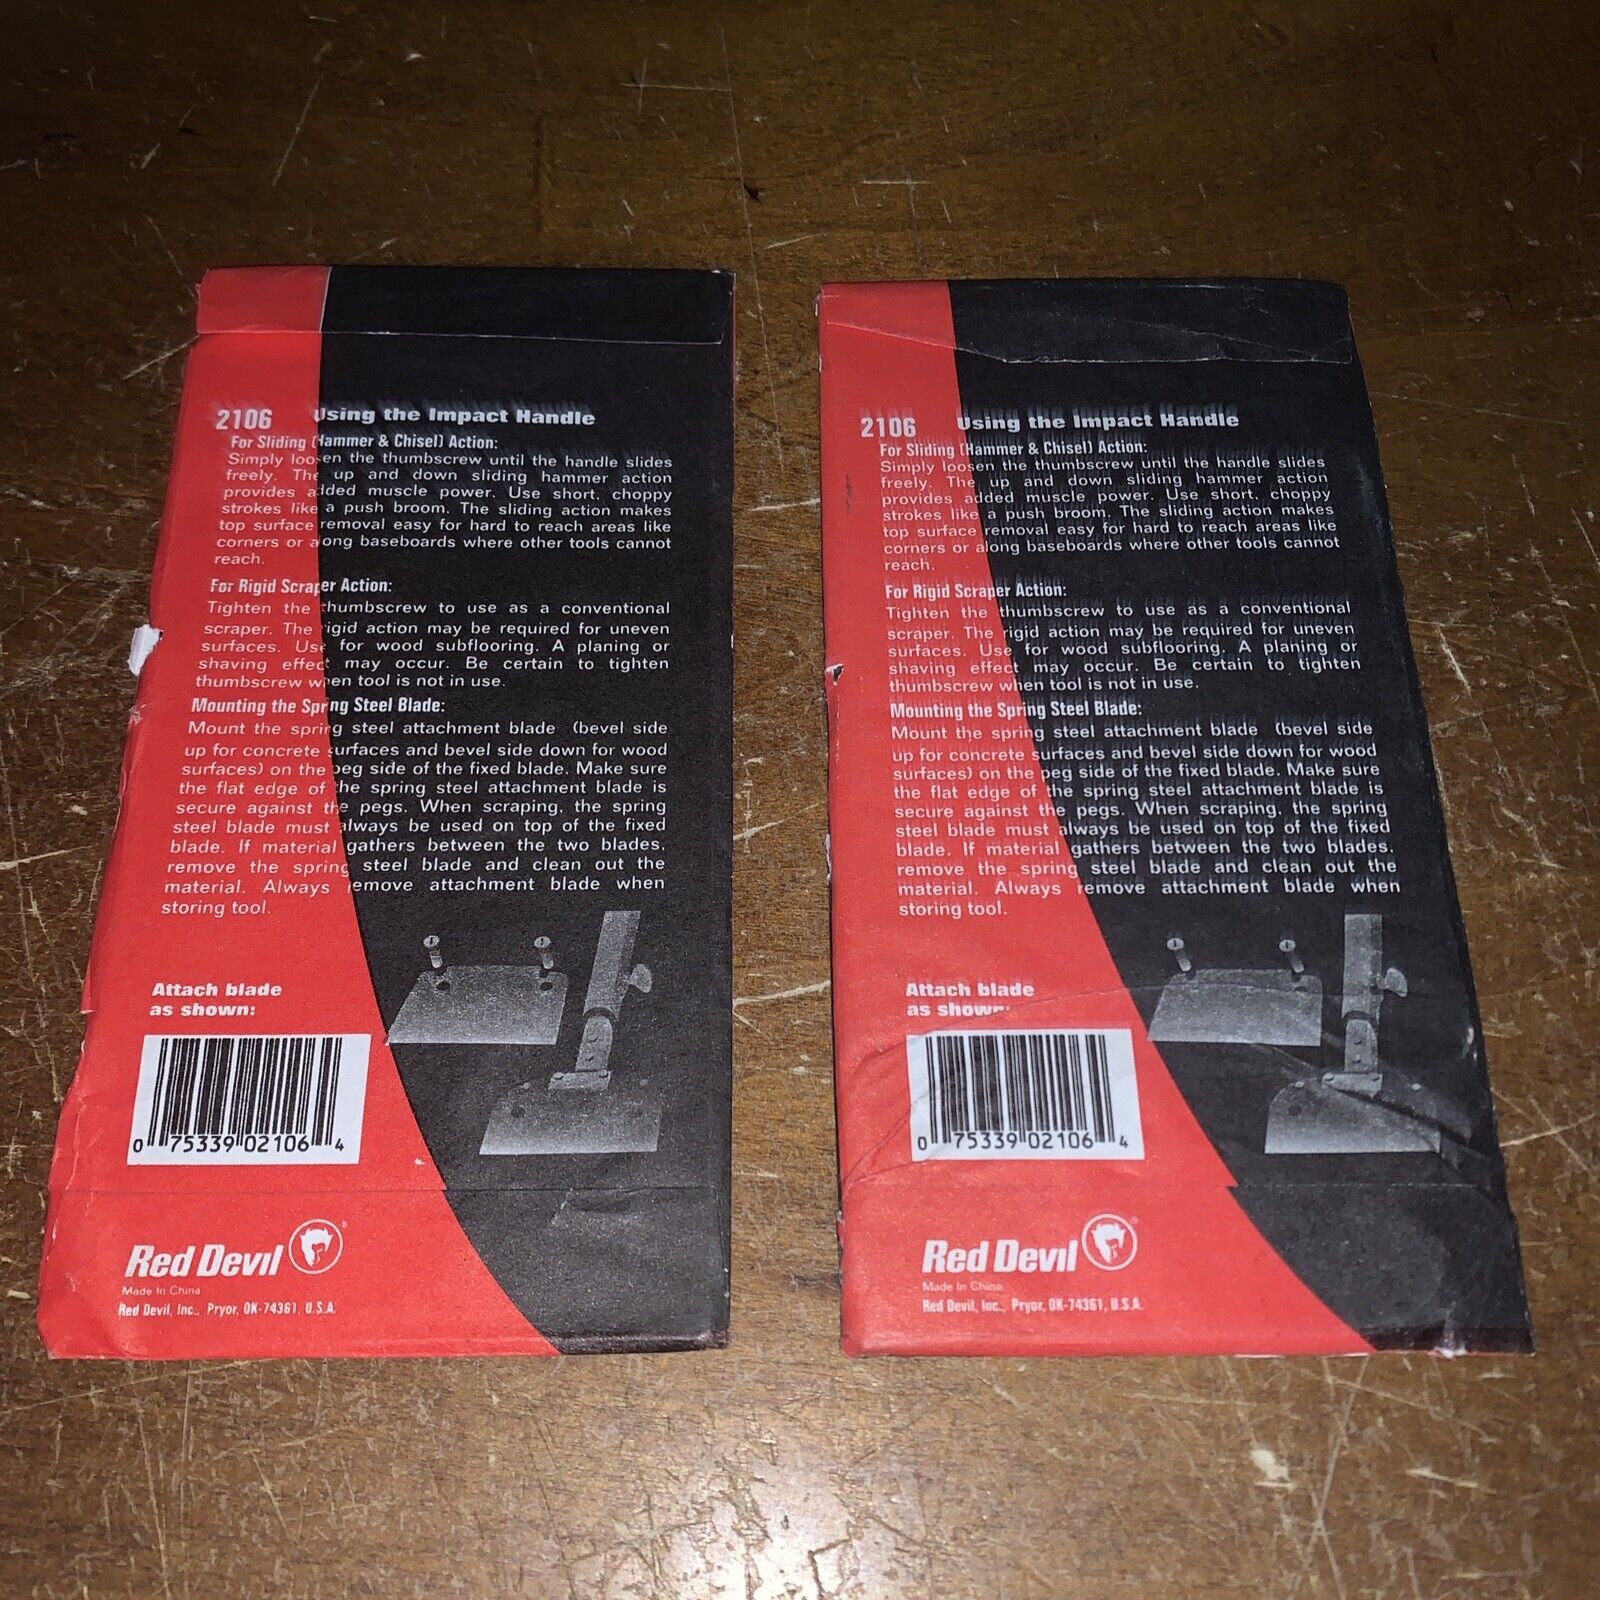 2106 Using the Impact Handle
For Sliding (Hammer & Chisel) Action:
Simply loosen the thumbscrew until the handle slides
freely. The up and down sliding hammer action
provides added muscle power. Use short, choppy
strokes like a push broom. The sliding action makes
top surface removal easy for hard to reach areas like
corners or along baseboards where other tools cannot
reach.
For Rigid Scraper Action:
Tighten the thumbscrew to use as a conventional
scraper. The rigid action may be required for uneven
surfaces. Use for wood subflooring. A planing or
shaving effect may occur. Be certain to tighten
thumbscrew when tool is not in use.
Mounting the Spring Steel Blade:
Mount the spring steel attachment blade (bevel side
up for concrete surfaces and bevel side down for wood
surfaces) on the peg side of the fixed blade. Make sure
the flat edge of the spring steel attachment blade is
secure against the pegs. When scraping, the spring
steel blade must always be used on top of the fixed
blade. If material gathers between the two blades,
remove the spring steel blade and clean out the
material. Always remove attachment blade when
storing tool.
Attach blade
as shown:
0 75339 02106 4
Red Devil ®
Made In China
Red Devil, Inc., Pryor, OK-74361, U.S.A.
2106 Using the Impact Handle
For Sliding (Hammer & Chisel) Action:
Simply loosen the thumbscrew until the handle slides
freely. The up and down sliding hammer action
provides added muscle power. Use short, choppy
strokes like a push broom. The sliding action makes
top surface removal easy for hard to reach areas like
corners or along baseboards where other tools cannot
reach.
For Rigid Scraper Action:
Tighten the thumbscrew to use as a conventional
scraper. The rigid action may be required for uneven
surfaces. Use for wood subflooring. A planing or
shaving effect may occur. Be certain to tighten
thumbscrew when tool is not in use.
Mounting the Spring Steel Blade:
Mount the spring steel attachment blade (bevel side
up for concrete surfaces and bevel side down for wood
surfaces) on the peg side of the fixed blade. Make sure
the flat edge of the spring steel attachment blade is
secure against the pegs. When scraping, the spring
steel blade must always be used on top of the fixed
blade. If material gathers between the two blades,
remove the spring steel blade and clean out the
material. Always remove attachment blade when
storing tool.
Attach blade
as shown:
0 75339 02106 4
Red Devil ®
Made In China
Red Devil, Inc., Pryor, OK-74361, U.S.A.